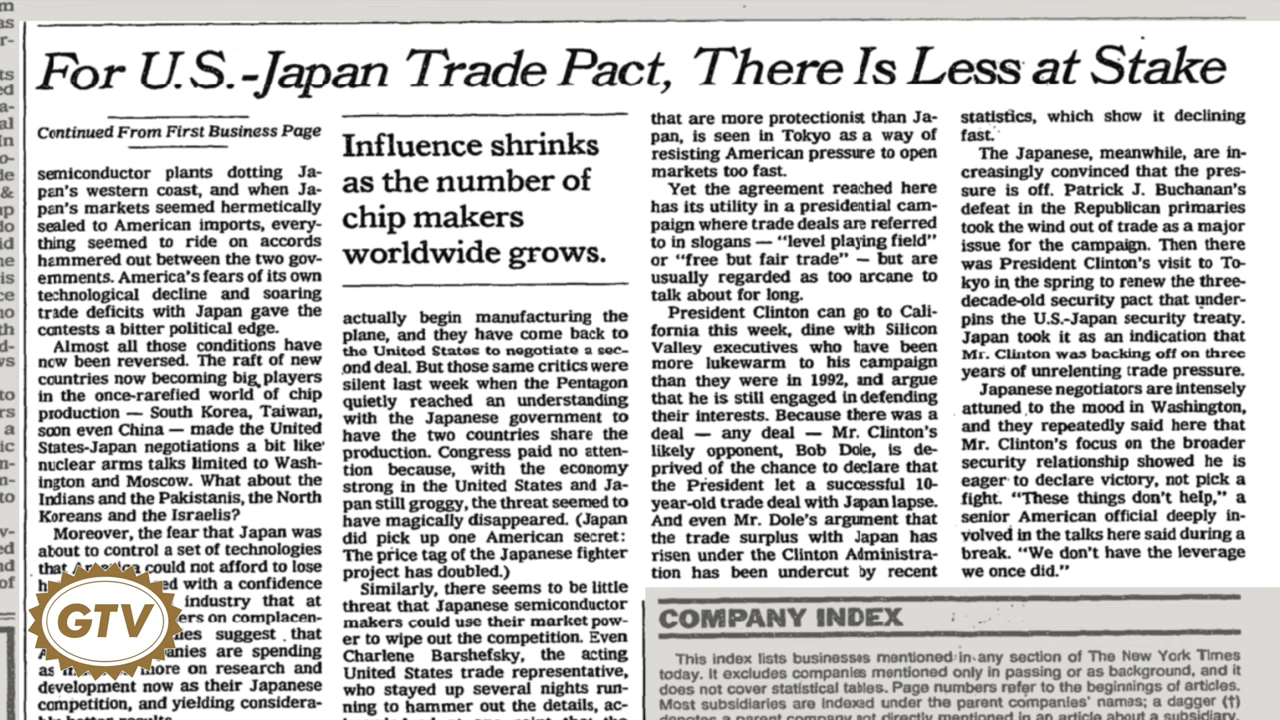 For U.S.-Japan Trade Pact, There Is Less at Stake
Continued From First Business Page
semiconductor plants dotting Ja-
pan's western coast, and when Ja-
pan's markets seemed hermetically
sealed to American imports, every-
thing seemed to ride on accords
hammered out between the two gov-
ernments. America's fears of its own
technological decline and soaring
trade deficits with Japan gave the
contests a bitter political edge.
Almost all those conditions have
now been reversed. The raft of new
countries now becoming big players
in the once-rarefied world of chip
production — South Korea, Taiwan,
soon even China — made the United
States-Japan negotiations a bit like
nuclear arms talks limited to Wash-
ington and Moscow. What about the
Indians and the Pakistanis, the North
Koreans and the Israelis?
Moreover, the fear that Japan was
about to control a set of technologies
that America could not afford to lose
ed with a confidence
industry that at
ers on complacen-
ies suggest that
anies are spending
as more on research and
development now as their Japanese
competition, and yielding considera-
bly better results.
Influence shrinks
as the number of
chip makers
worldwide grows.
actually begin manufacturing the
plane, and they have come back to
the United States to negotiate a sec-
ond deal. But those same critics were
silent last week when the Pentagon
quietly reached an understanding
with the Japanese government to
have the two countries share the
production. Congress paid no atten-
tion because, with the economy
strong in the United States and Ja-
pan still groggy, the threat seemed to
have magically disappeared. (Japan
did pick up one American secret:
The price tag of the Japanese fighter
project has doubled.)
Similarly, there seems to be little
threat that Japanese semiconductor
makers could use their market pow-
er to wipe out the competition. Even
Charlene Barshefsky, the acting
United States trade representative,
who stayed up several nights run-
ning to hammer out the details, ac-
that are more protectionist than Ja-
pan, is seen in Tokyo as a way of
resisting American pressure to open
markets too fast.
Yet the agreement reached here
has its utility in a presidential cam-
paign where trade deals are referred
to in slogans — "level playing field"
or "free but fair trade" — but are
usually regarded as too arcane to
talk about for long.
President Clinton can go to Cali-
fornia this week, dine with Silicon
Valley executives who have been
more lukewarm to his campaign
than they were in 1992, and argue
that he is still engaged in defending
their interests. Because there was a
deal — any deal — Mr. Clinton's
likely opponent, Bob Dole, is de-
prived of the chance to declare that
the President let a successful 10-
year-old trade deal with Japan lapse.
And even Mr. Dole's argument that
the trade surplus with Japan has
risen under the Clinton Administra-
tion has been undercut by recent
statistics, which show it declining
fast.
The Japanese, meanwhile, are in-
creasingly convinced that the pres-
sure is off. Patrick J. Buchanan's
defeat in the Republican primaries
took the wind out of trade as a major
issue for the campaign. Then there
was President Clinton's visit to To-
kyo in the spring to renew the three-
decade-old security pact that under-
pins the U.S.-Japan security treaty.
Japan took it as an indication that
Mr. Clinton was backing off on three
years of unrelenting trade pressure.
Japanese negotiators are intensely
attuned to the mood in Washington,
and they repeatedly said here that
Mr. Clinton's focus on the broader
security relationship showed he is
eager to declare victory, not pick a
fight. "These things don't help," a
senior American official deeply in-
volved in the talks here said during a
break. "We don't have the leverage
we once did."
COMPANY INDEX
This index lists businesses mentioned in any section of The New York Times
today. It excludes companies mentioned only in passing or as background, and it
does not cover statistical tables. Page numbers refer to the beginnings of articles.
Most subsidiaries are indexed under the parent companies' names; a dagger (†)
denotes a parent company not directly mentioned in an article about a subsidiary.
GTV